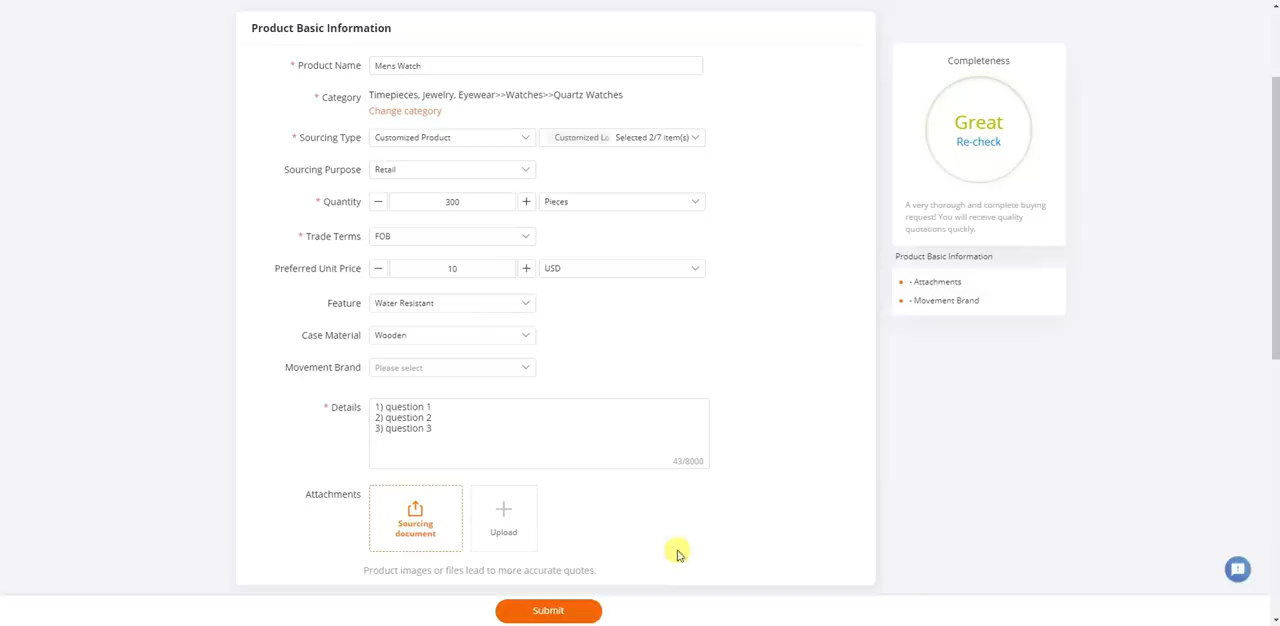 Product Basic Information
* Product Name Mens Watch
* Category Timepieces, Jewelry, Eyewear>>Watches>>Quartz Watches
Change category
* Sourcing Type Customized Product Customized Lo Selected 2/7 item(s)
Sourcing Purpose Retail
* Quantity 300 Pieces
* Trade Terms FOB
Preferred Unit Price 10 USD
Feature Water Resistant
Case Material Wooden
Movement Brand Please select
* Details 1) question 1
2) question 2
3) question 3
43/8000
Attachments
Sourcing
document
Upload
Product images or files lead to more accurate quotes.
Submit
Completeness
Great
Re-check
A very thorough and complete buying
request! You will receive quality
quotations quickly.
Product Basic Information
- Attachments
- Movement Brand